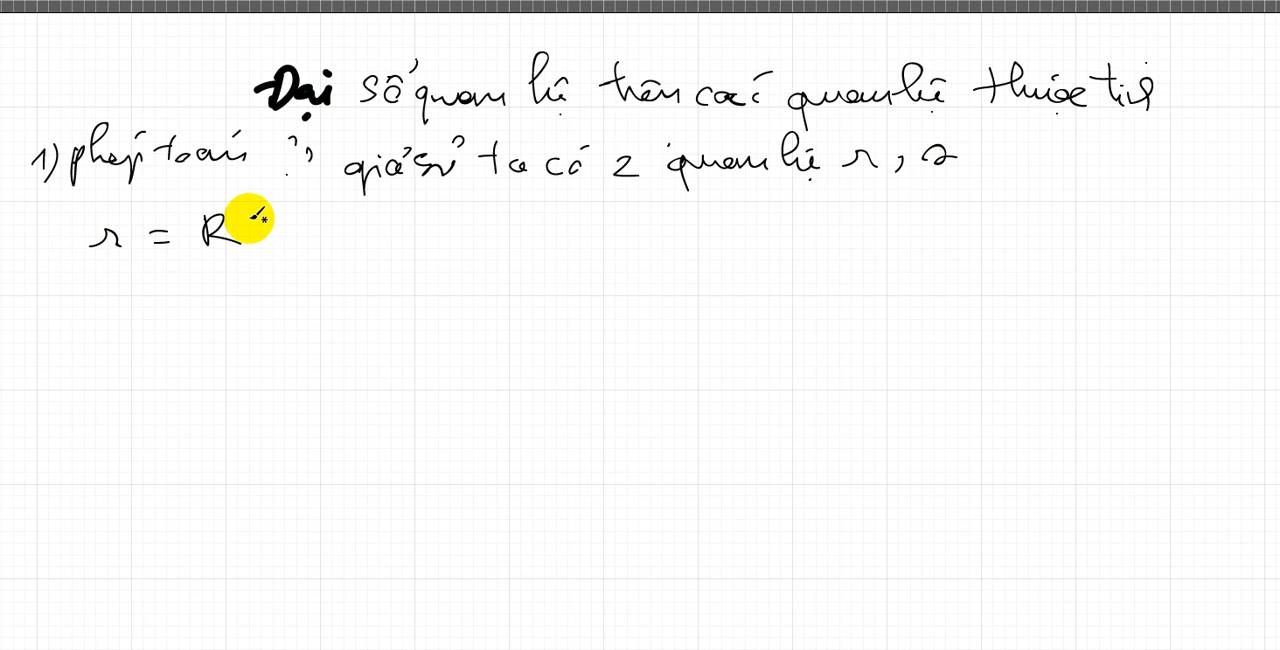 Đại số quan hệ trên các quan hệ thuộc tính
1) phép toán : giả sử ta có 2 quan hệ r, s
r = R